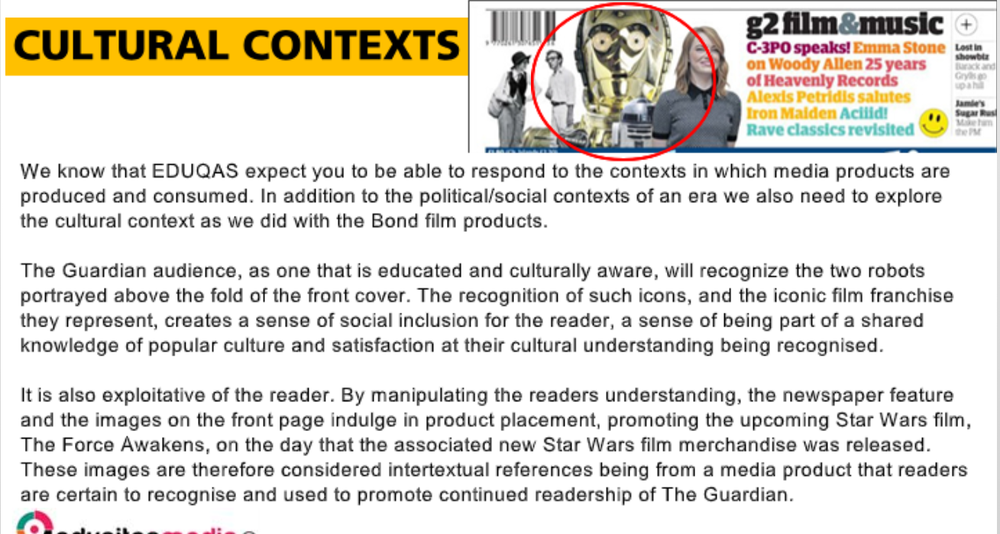 CULTURAL CONTEXTS
g2 film&music
C-3PO speaks! Emma Stone
on Woody Allen 25 years
of Heavenly Records
Alexis Petridis salutes
Iron Maiden Aciiid!
Rave classics revisited
Lost in
showbiz
Barack and
Grylls go
up a hill
Jamie's
Sugar Rush
'Make him
the PM'
We know that EDUQAS expect you to be able to respond to the contexts in which media products are
produced and consumed. In addition to the political/social contexts of an era we also need to explore
the cultural context as we did with the Bond film products.
The Guardian audience, as one that is educated and culturally aware, will recognize the two robots
portrayed above the fold of the front cover. The recognition of such icons, and the iconic film franchise
they represent, creates a sense of social inclusion for the reader, a sense of being part of a shared
knowledge of popular culture and satisfaction at their cultural understanding being recognised.
It is also exploitative of the reader. By manipulating the readers understanding, the newspaper feature
and the images on the front page indulge in product placement, promoting the upcoming Star Wars film,
The Force Awakens, on the day that the associated new Star Wars film merchandise was released.
These images are therefore considered intertextual references being from a media product that readers
are certain to recognise and used to promote continued readership of The Guardian.